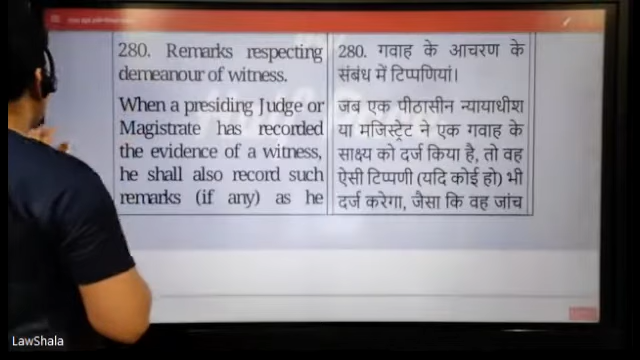 280. Remarks respecting
demeanour of witness.
When a presiding Judge or
Magistrate has recorded
the evidence of a witness,
he shall also record such
remarks (if any) as he
280. गवाह के आचरण के
संबंध में टिप्पणियां।
जब एक पीठासीन न्यायाधीश
या मजिस्ट्रेट ने एक गवाह के
साक्ष्य को दर्ज किया है, तो वह
ऐसी टिप्पणी (यदि कोई हो) भी
दर्ज करेगा, जैसा कि वह जांच
LawShala